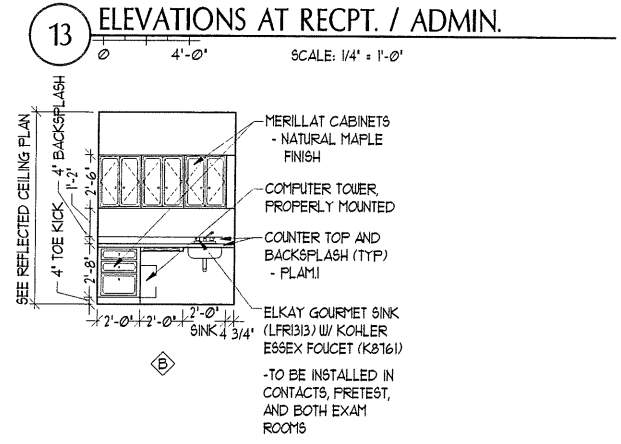 13
ELEVATIONS AT RECPT. / ADMIN.
0 4'-0"
SCALE: 1/4" = 1'-0"
SEE REFLECTED CEILING PLAN
4" TOE KICK
4" BACKSPLASH
1'-2"
2'-6"
2'-8"
MERILLAT CABINETS
- NATURAL MAPLE
FINISH
COMPUTER TOWER,
PROPERLY MOUNTED
COUNTER TOP AND
BACKSPLASH (TYP)
- PLAM.1
ELKAY GOURMET SINK
(LFR1313) W/ KOHLER
ESSEX FOUCET (K8761)
-TO BE INSTALLED IN
CONTACTS, PRETEST,
AND BOTH EXAM
ROOMS
2'-0" 2'-0" 2'-0"
SINK 4 3/4"
B